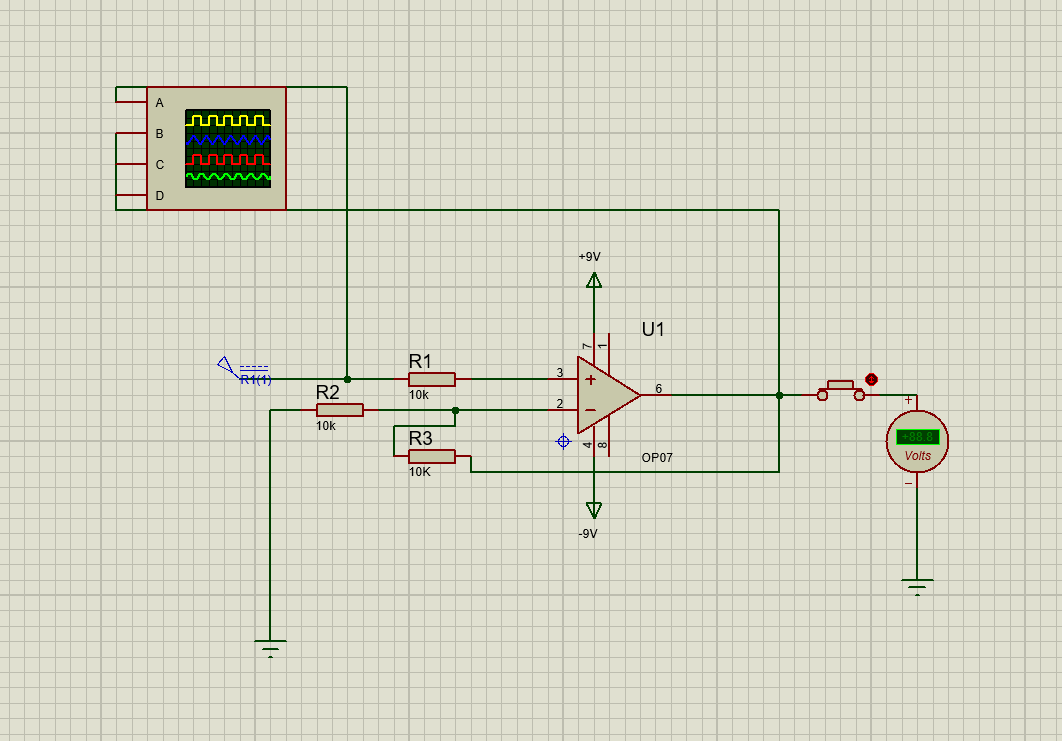 A
B
C
D
+9V
U1
7
1
R1(1)
R1
10k
3
+
6
R2
10k
2
−
R3
10K
4
8
OP07
-9V
+
+88.8
Volts
−